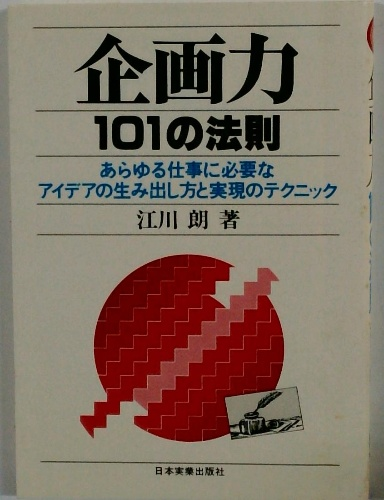 企画力
101の法則
あらゆる仕事に必要な
アイデアの生み出し方と実現のテクニック
江川 朗 著
日本実業出版社